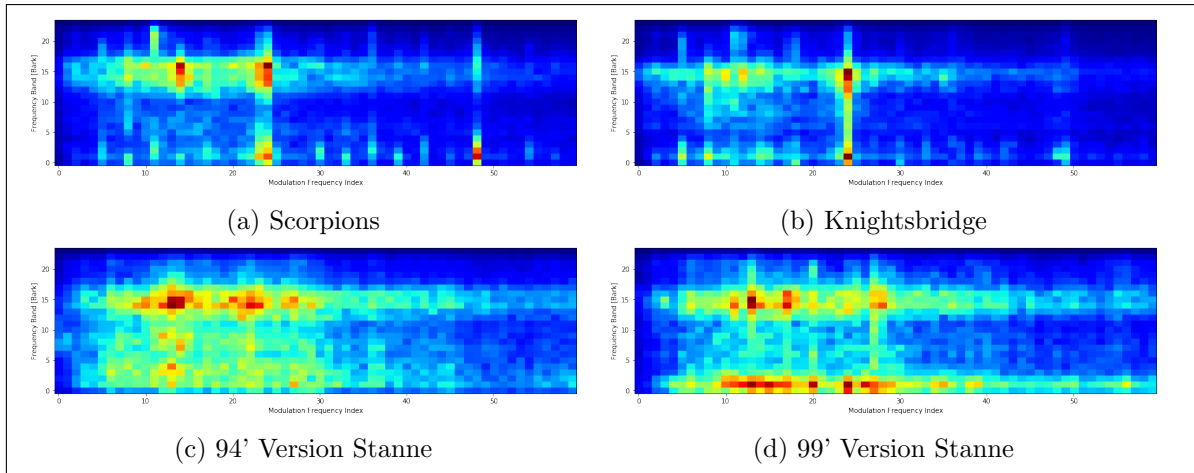 20
15
10
5
0
Frequency Band [Bark]
0 10 20 30 40 50
Modulation Frequency Index
(a) Scorpions
20
15
10
5
0
Frequency Band [Bark]
0 10 20 30 40 50
Modulation Frequency Index
(b) Knightsbridge
20
15
10
5
0
Frequency Band [Bark]
0 10 20 30 40 50
Modulation Frequency Index
(c) 94' Version Stanne
20
15
10
5
0
Frequency Band [Bark]
0 10 20 30 40 50
Modulation Frequency Index
(d) 99' Version Stanne